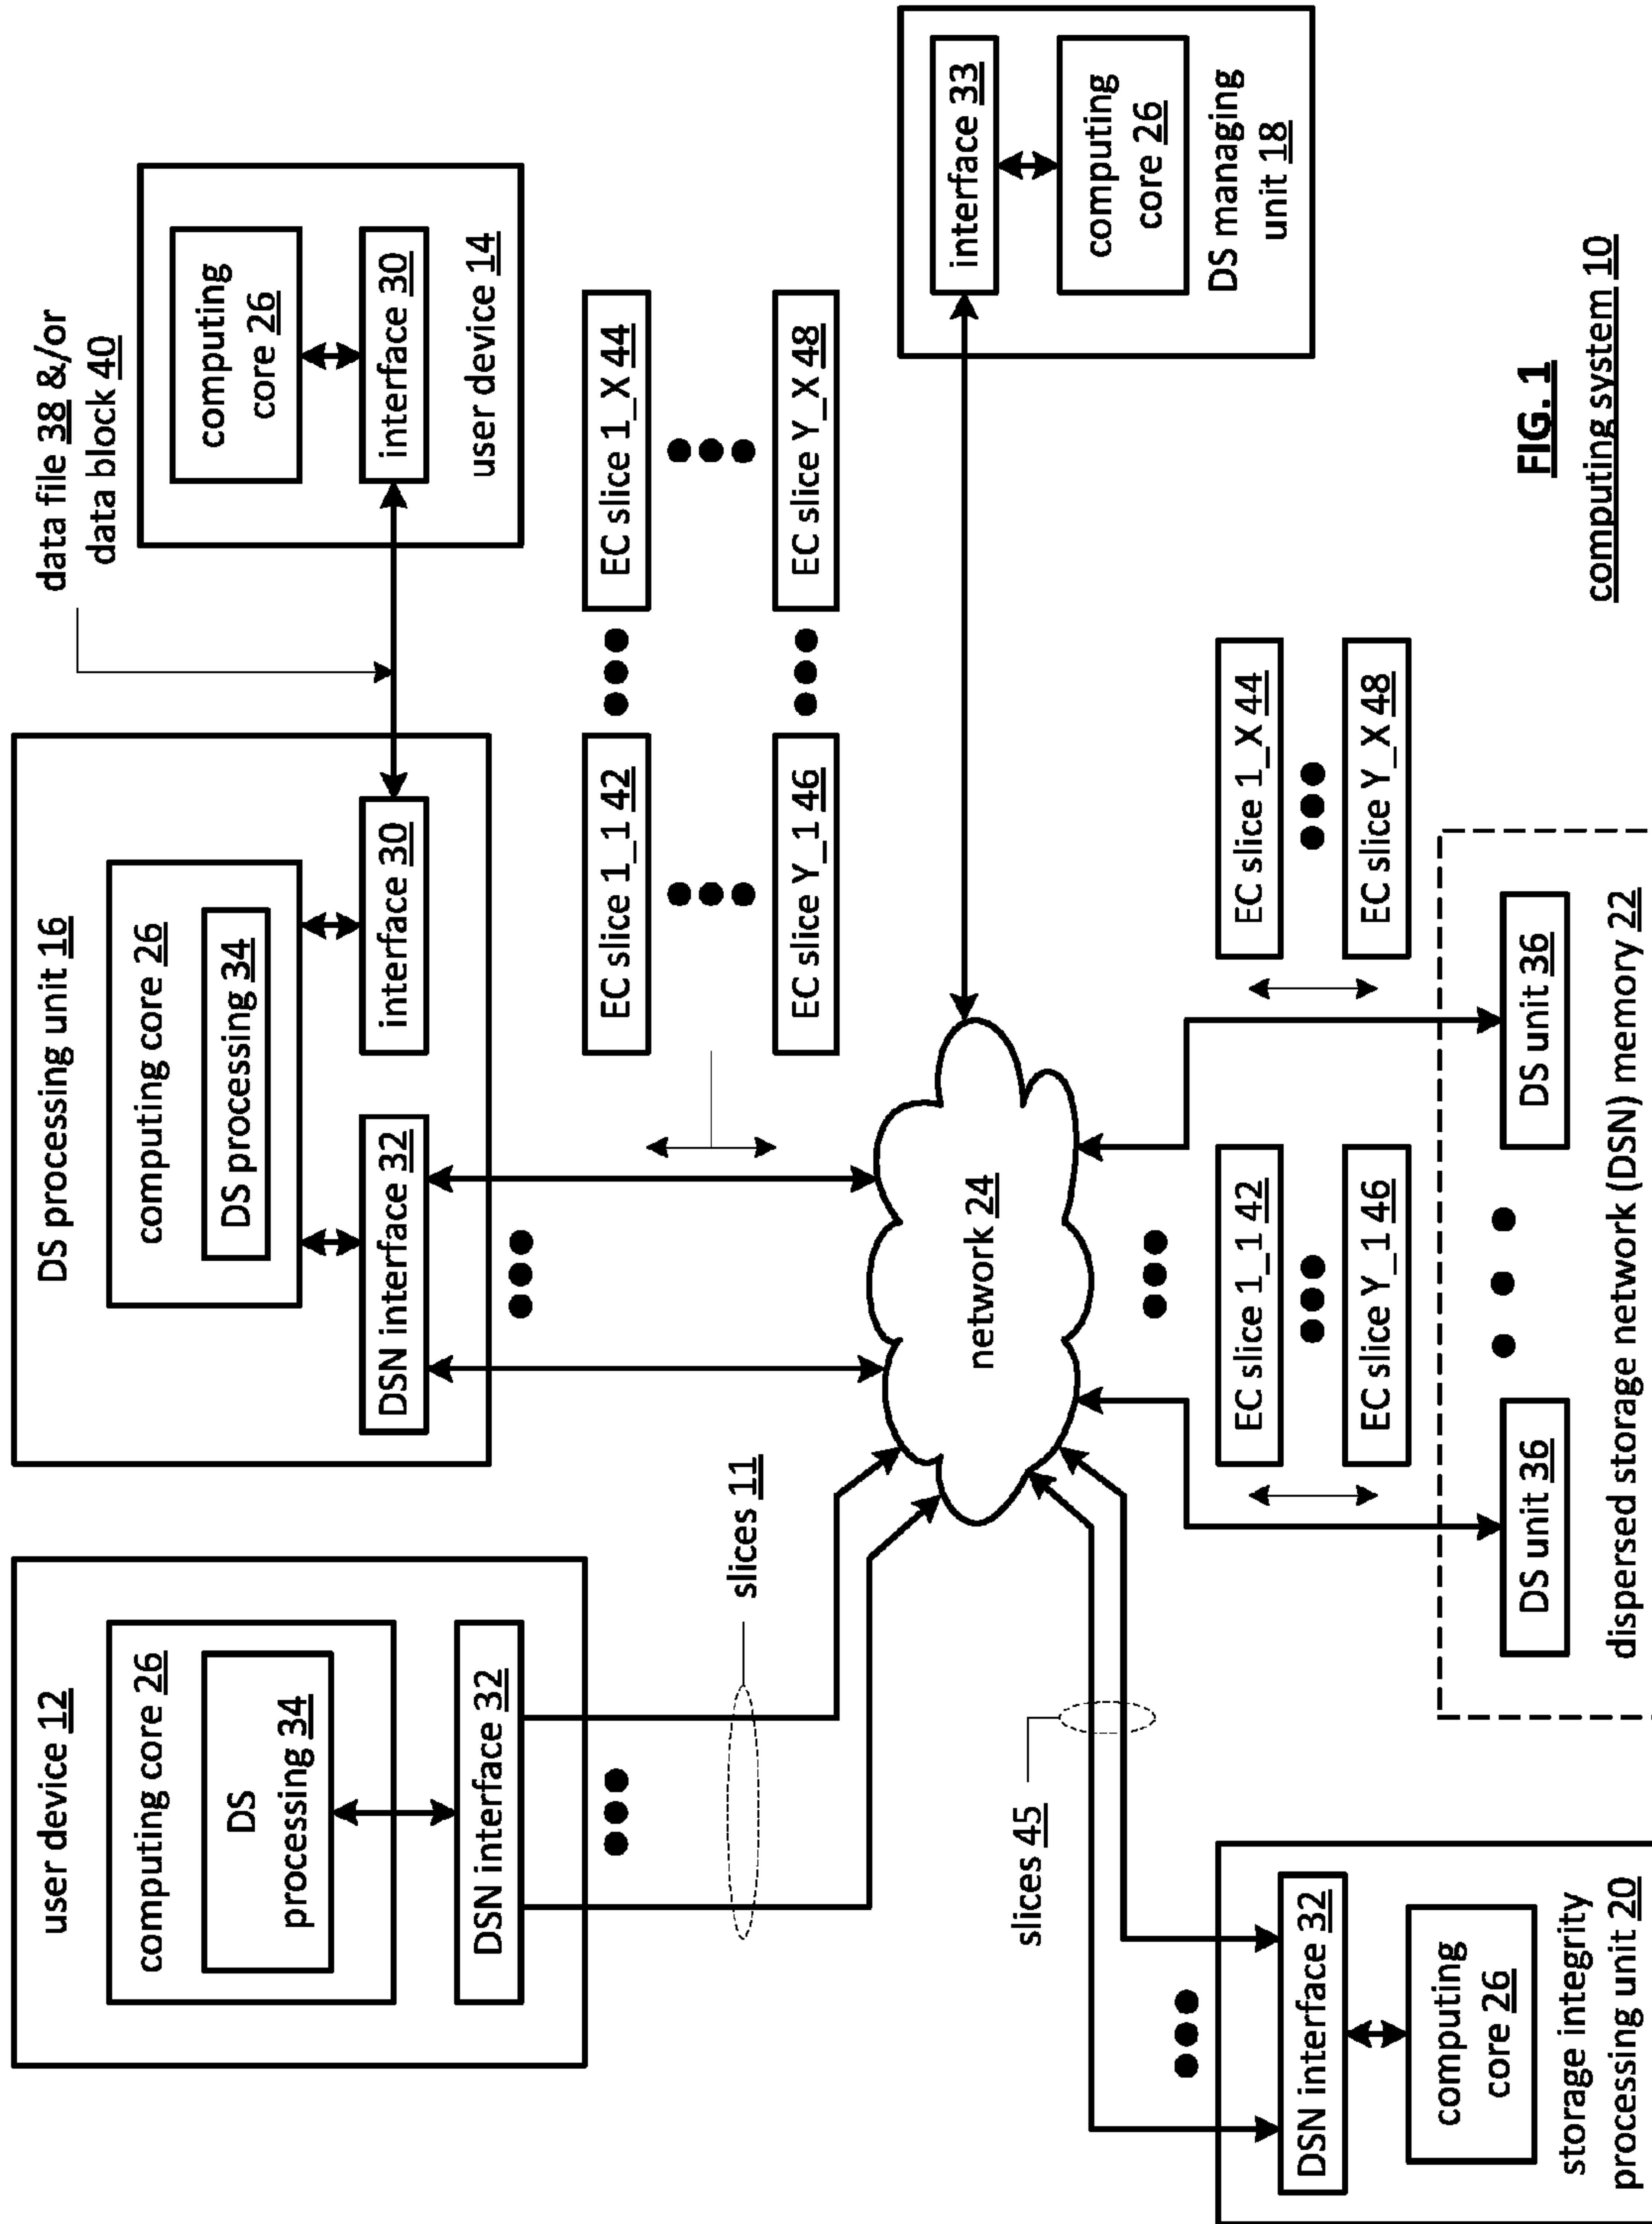 user device 12
computing core 26
DS
processing 34
DSN interface 32
slices 11
DS processing unit 16
computing core 26
DS processing 34
DSN interface 32
interface 30
data file 38 &/or
data block 40
computing
core 26
interface 30
user device 14
EC slice 1_1 42
EC slice 1_X 44
EC slice Y_1 46
EC slice Y_X 48
network 24
interface 33
computing
core 26
DS managing
unit 18
slices 45
DSN interface 32
computing
core 26
storage integrity
processing unit 20
EC slice 1_1 42
EC slice Y_1 46
EC slice 1_X 44
EC slice Y_X 48
DS unit 36
DS unit 36
dispersed storage network (DSN) memory 22
FIG. 1
computing system 10